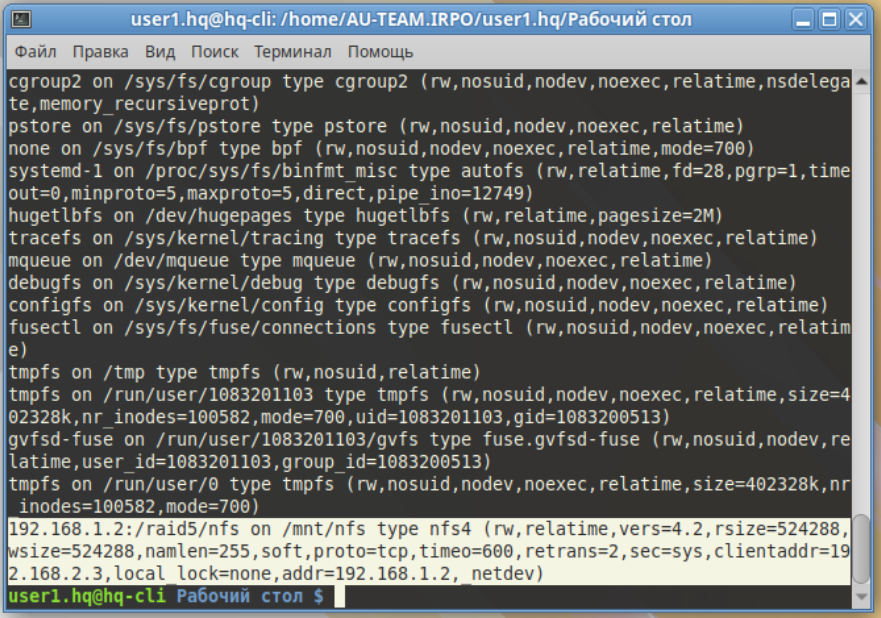 user1.hq@hq-cli: /home/AU-TEAM.IRPO/user1.hq/Рабочий стол
Файл Правка Вид Поиск Терминал Помощь
cgroup2 on /sys/fs/cgroup type cgroup2 (rw,nosuid,nodev,noexec,relatime,nsdelega
te,memory_recursiveprot)
pstore on /sys/fs/pstore type pstore (rw,nosuid,nodev,noexec,relatime)
none on /sys/fs/bpf type bpf (rw,nosuid,nodev,noexec,relatime,mode=700)
systemd-1 on /proc/sys/fs/binfmt_misc type autofs (rw,relatime,fd=28,pgrp=1,time
out=0,minproto=5,maxproto=5,direct,pipe_ino=12749)
hugetlbfs on /dev/hugepages type hugetlbfs (rw,relatime,pagesize=2M)
tracefs on /sys/kernel/tracing type tracefs (rw,nosuid,nodev,noexec,relatime)
mqueue on /dev/mqueue type mqueue (rw,nosuid,nodev,noexec,relatime)
debugfs on /sys/kernel/debug type debugfs (rw,nosuid,nodev,noexec,relatime)
configfs on /sys/kernel/config type configfs (rw,nosuid,nodev,noexec,relatime)
fusectl on /sys/fs/fuse/connections type fusectl (rw,nosuid,nodev,noexec,relatim
e)
tmpfs on /tmp type tmpfs (rw,nosuid,relatime)
tmpfs on /run/user/1083201103 type tmpfs (rw,nosuid,nodev,noexec,relatime,size=4
02328k,nr_inodes=100582,mode=700,uid=1083201103,gid=1083200513)
gvfsd-fuse on /run/user/1083201103/gvfs type fuse.gvfsd-fuse (rw,nosuid,nodev,re
latime,user_id=1083201103,group_id=1083200513)
tmpfs on /run/user/0 type tmpfs (rw,nosuid,nodev,noexec,relatime,size=402328k,nr
_inodes=100582,mode=700)
192.168.1.2:/raid5/nfs on /mnt/nfs type nfs4 (rw,relatime,vers=4.2,rsize=524288,
wsize=524288,namlen=255,soft,proto=tcp,timeo=600,retrans=2,sec=sys,clientaddr=19
2.168.2.3,local_lock=none,addr=192.168.1.2,_netdev)
user1.hq@hq-cli Рабочий стол $